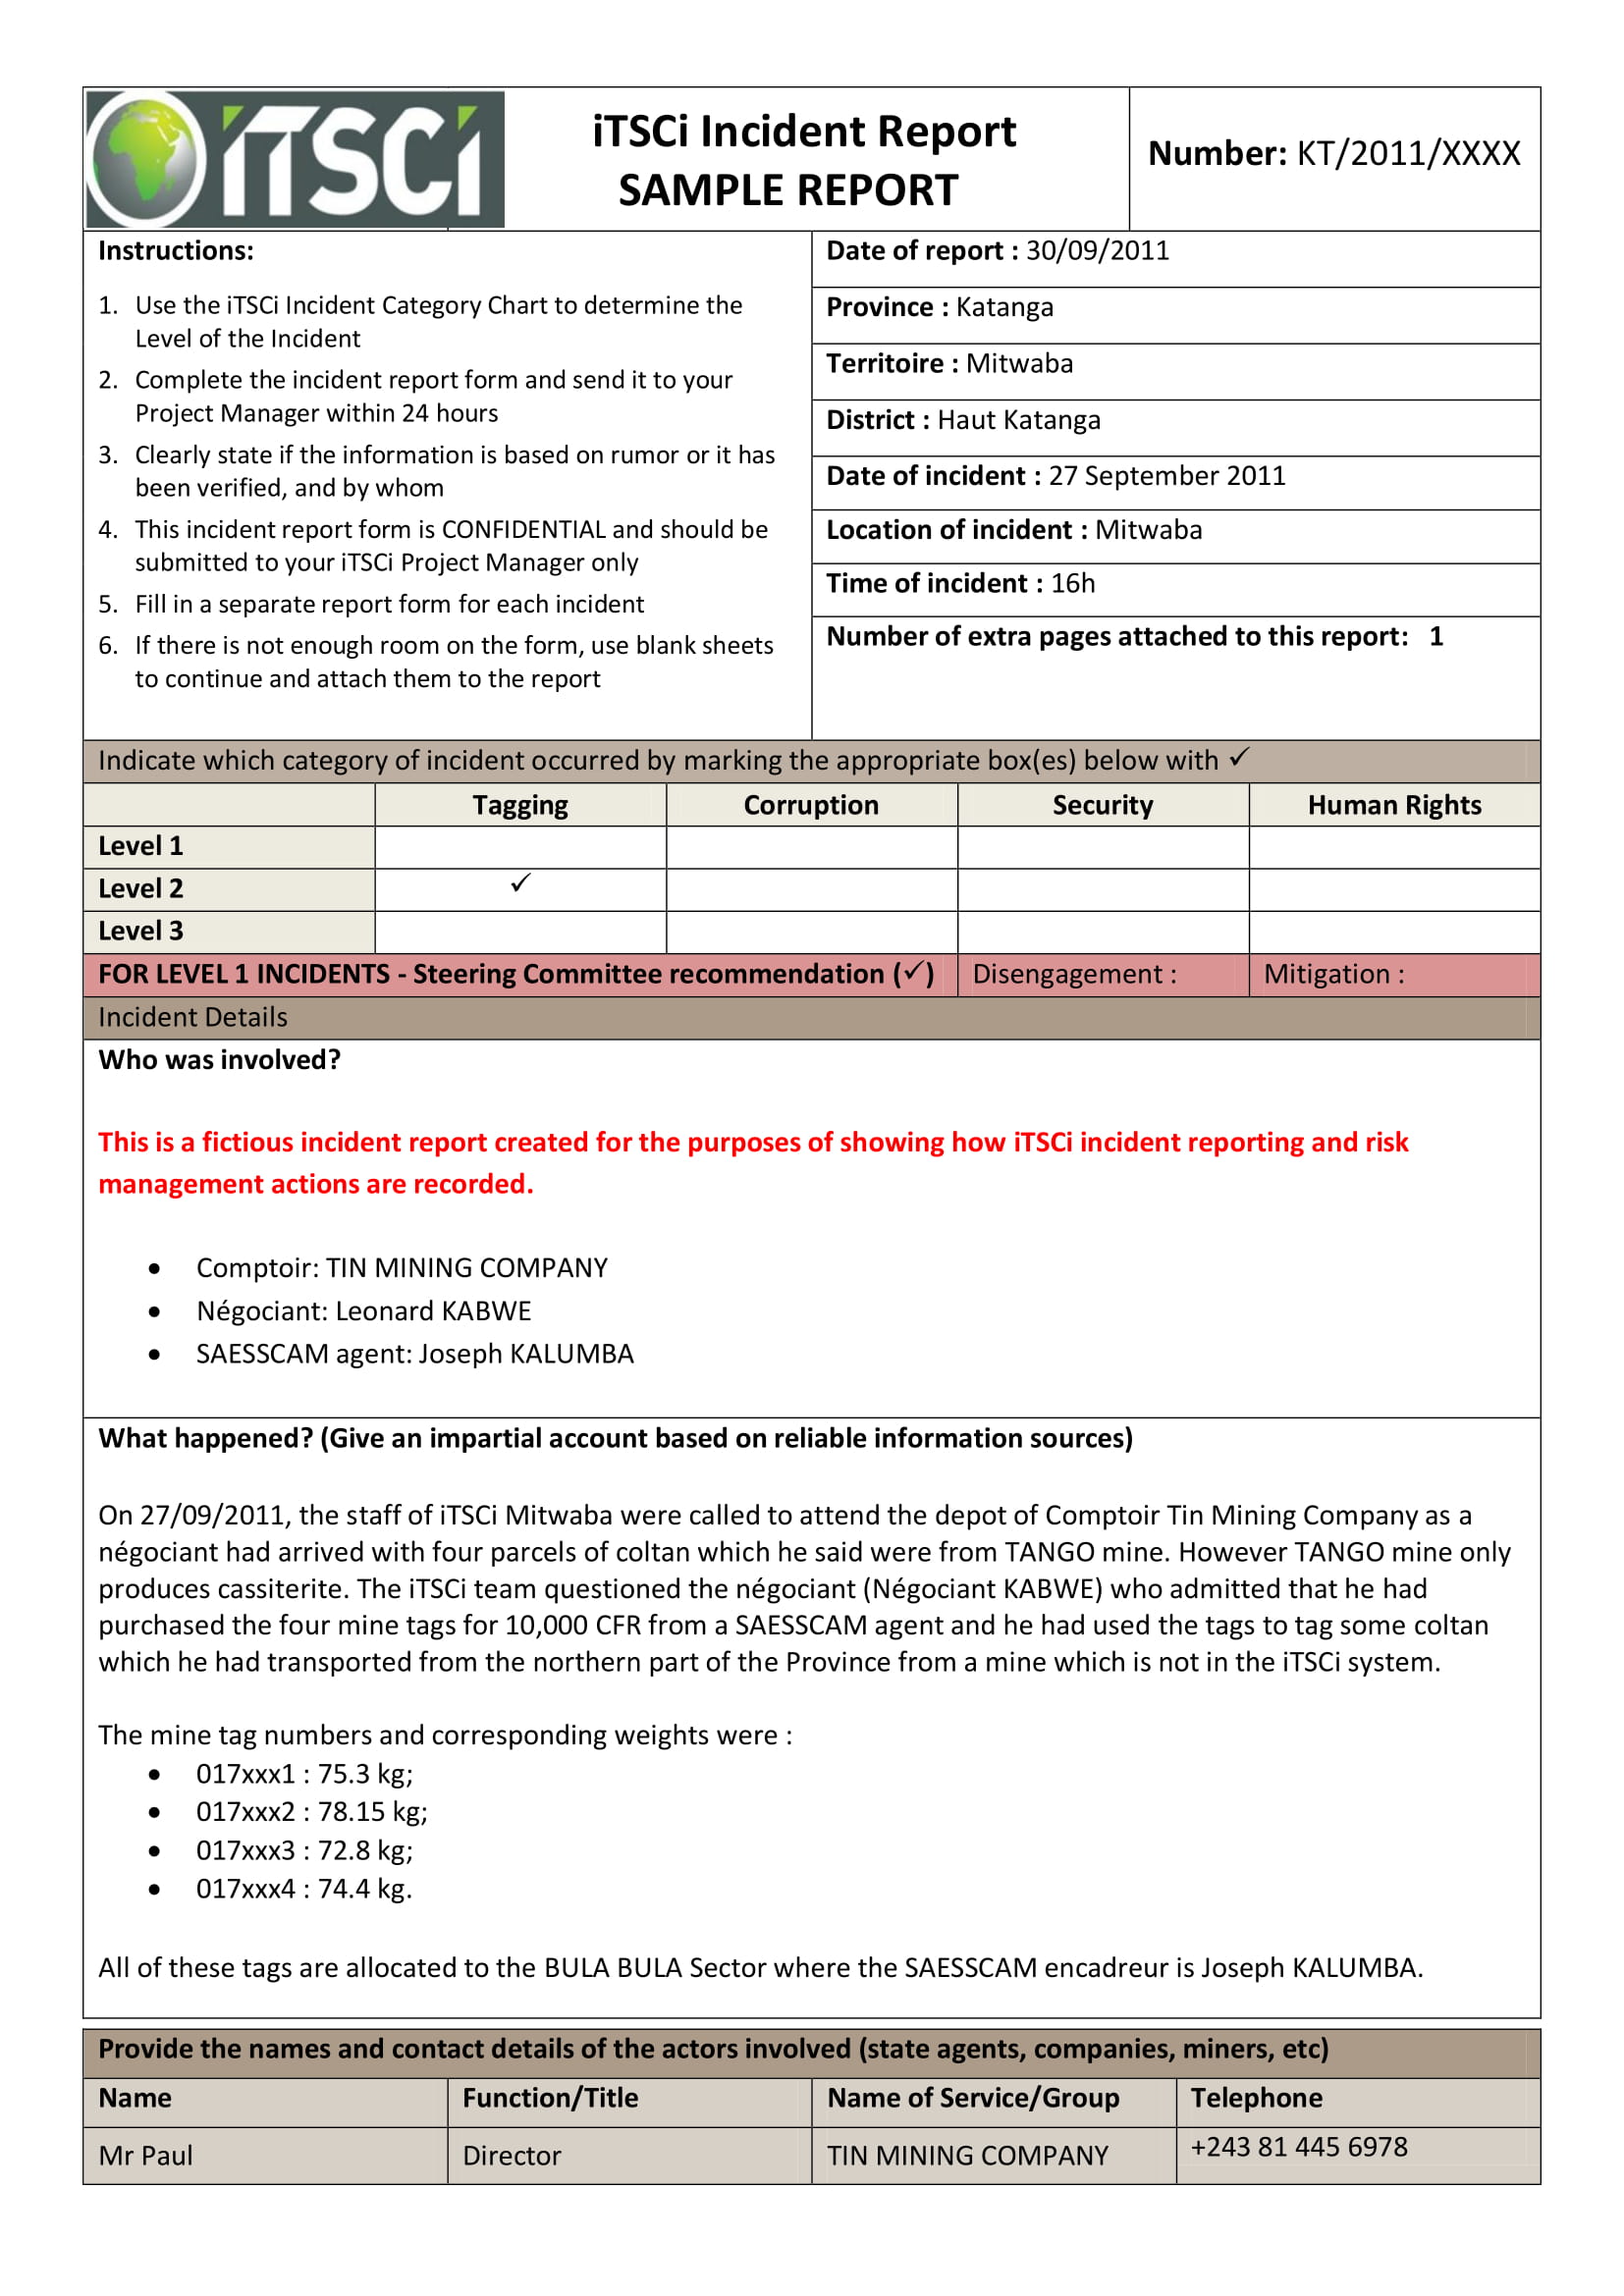 iTSCi
iTSCi Incident Report
SAMPLE REPORT
Number: KT/2011/XXXX
Instructions:
1. Use the iTSCi Incident Category Chart to determine the
Level of the Incident
2. Complete the incident report form and send it to your
Project Manager within 24 hours
3. Clearly state if the information is based on rumor or it has
been verified, and by whom
4. This incident report form is CONFIDENTIAL and should be
submitted to your iTSCi Project Manager only
5. Fill in a separate report form for each incident
6. If there is not enough room on the form, use blank sheets
to continue and attach them to the report
Date of report : 30/09/2011
Province : Katanga
Territoire : Mitwaba
District : Haut Katanga
Date of incident : 27 September 2011
Location of incident : Mitwaba
Time of incident : 16h
Number of extra pages attached to this report: 1
Indicate which category of incident occurred by marking the appropriate box(es) below with ✓
Tagging Corruption Security Human Rights
Level 1
Level 2 ✓
Level 3
FOR LEVEL 1 INCIDENTS - Steering Committee recommendation (✓) Disengagement : Mitigation :
Incident Details
Who was involved?
This is a fictious incident report created for the purposes of showing how iTSCi incident reporting and risk
management actions are recorded.
• Comptoir: TIN MINING COMPANY
• Négociant: Leonard KABWE
• SAESSCAM agent: Joseph KALUMBA
What happened? (Give an impartial account based on reliable information sources)
On 27/09/2011, the staff of iTSCi Mitwaba were called to attend the depot of Comptoir Tin Mining Company as a
négociant had arrived with four parcels of coltan which he said were from TANGO mine. However TANGO mine only
produces cassiterite. The iTSCi team questioned the négociant (Négociant KABWE) who admitted that he had
purchased the four mine tags for 10,000 CFR from a SAESSCAM agent and he had used the tags to tag some coltan
which he had transported from the northern part of the Province from a mine which is not in the iTSCi system.
The mine tag numbers and corresponding weights were :
• 017xxx1 : 75.3 kg;
• 017xxx2 : 78.15 kg;
• 017xxx3 : 72.8 kg;
• 017xxx4 : 74.4 kg.
All of these tags are allocated to the BULA BULA Sector where the SAESSCAM encadreur is Joseph KALUMBA.
Provide the names and contact details of the actors involved (state agents, companies, miners, etc)
Name Function/Title Name of Service/Group Telephone
Mr Paul Director TIN MINING COMPANY +243 81 445 6978